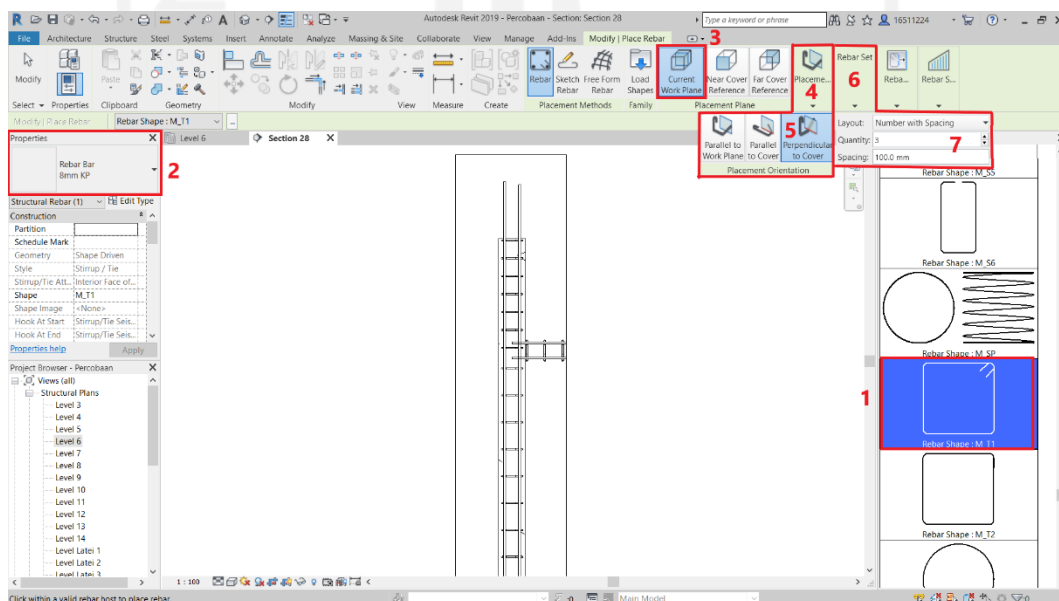 Autodesk Revit 2019 - Percobaan - Section: Section 28
Type a keyword or phrase
16511224
File Architecture Structure Steel Systems Insert Annotate Analyze Massing & Site Collaborate View Manage Add-Ins Modify | Place Rebar
3
Modify
Paste
Rebar
Sketch Rebar
Free Form Rebar
Load Shapes
Current Work Plane
Near Cover Reference
Far Cover Reference
Placeme...
4
Rebar Set
6
Reba...
Rebar S...
Select Properties Clipboard Geometry Modify View Measure Create Placement Methods Family Placement Plane
Modify | Place Rebar
Rebar Shape : M_T1
Properties X
Level 6
Section 28 X
Rebar Bar
8mm KP
2
Structural Rebar (1) Edit Type
Construction
Partition
Schedule Mark
Geometry Shape Driven
Style Stirrup / Tie
Stirrup/Tie Att... Interior Face of...
Shape M_T1
Shape Image <None>
Hook At Start Stirrup/Tie Seis...
Hook At End Stirrup/Tie Seis...
Properties help Apply
Project Browser - Percobaan X
Views (all)
Structural Plans
Level 3
Level 4
Level 5
Level 6
Level 7
Level 8
Level 9
Level 10
Level 11
Level 12
Level 13
Level 14
Level Latei 1
Level Latei 2
Level Latei 3
5
Parallel to Work Plane
Parallel to Cover
Perpendicular to Cover
Placement Orientation
Layout: Number with Spacing
Quantity: 3
7
Spacing: 100.0 mm
Rebar Shape : M_S5
Rebar Shape : M_S6
Rebar Shape : M_SP
1
Rebar Shape : M_T1
Rebar Shape : M_T2
1 : 100
Click within a valid rebar host to place rebar
:0
Main Model
:0